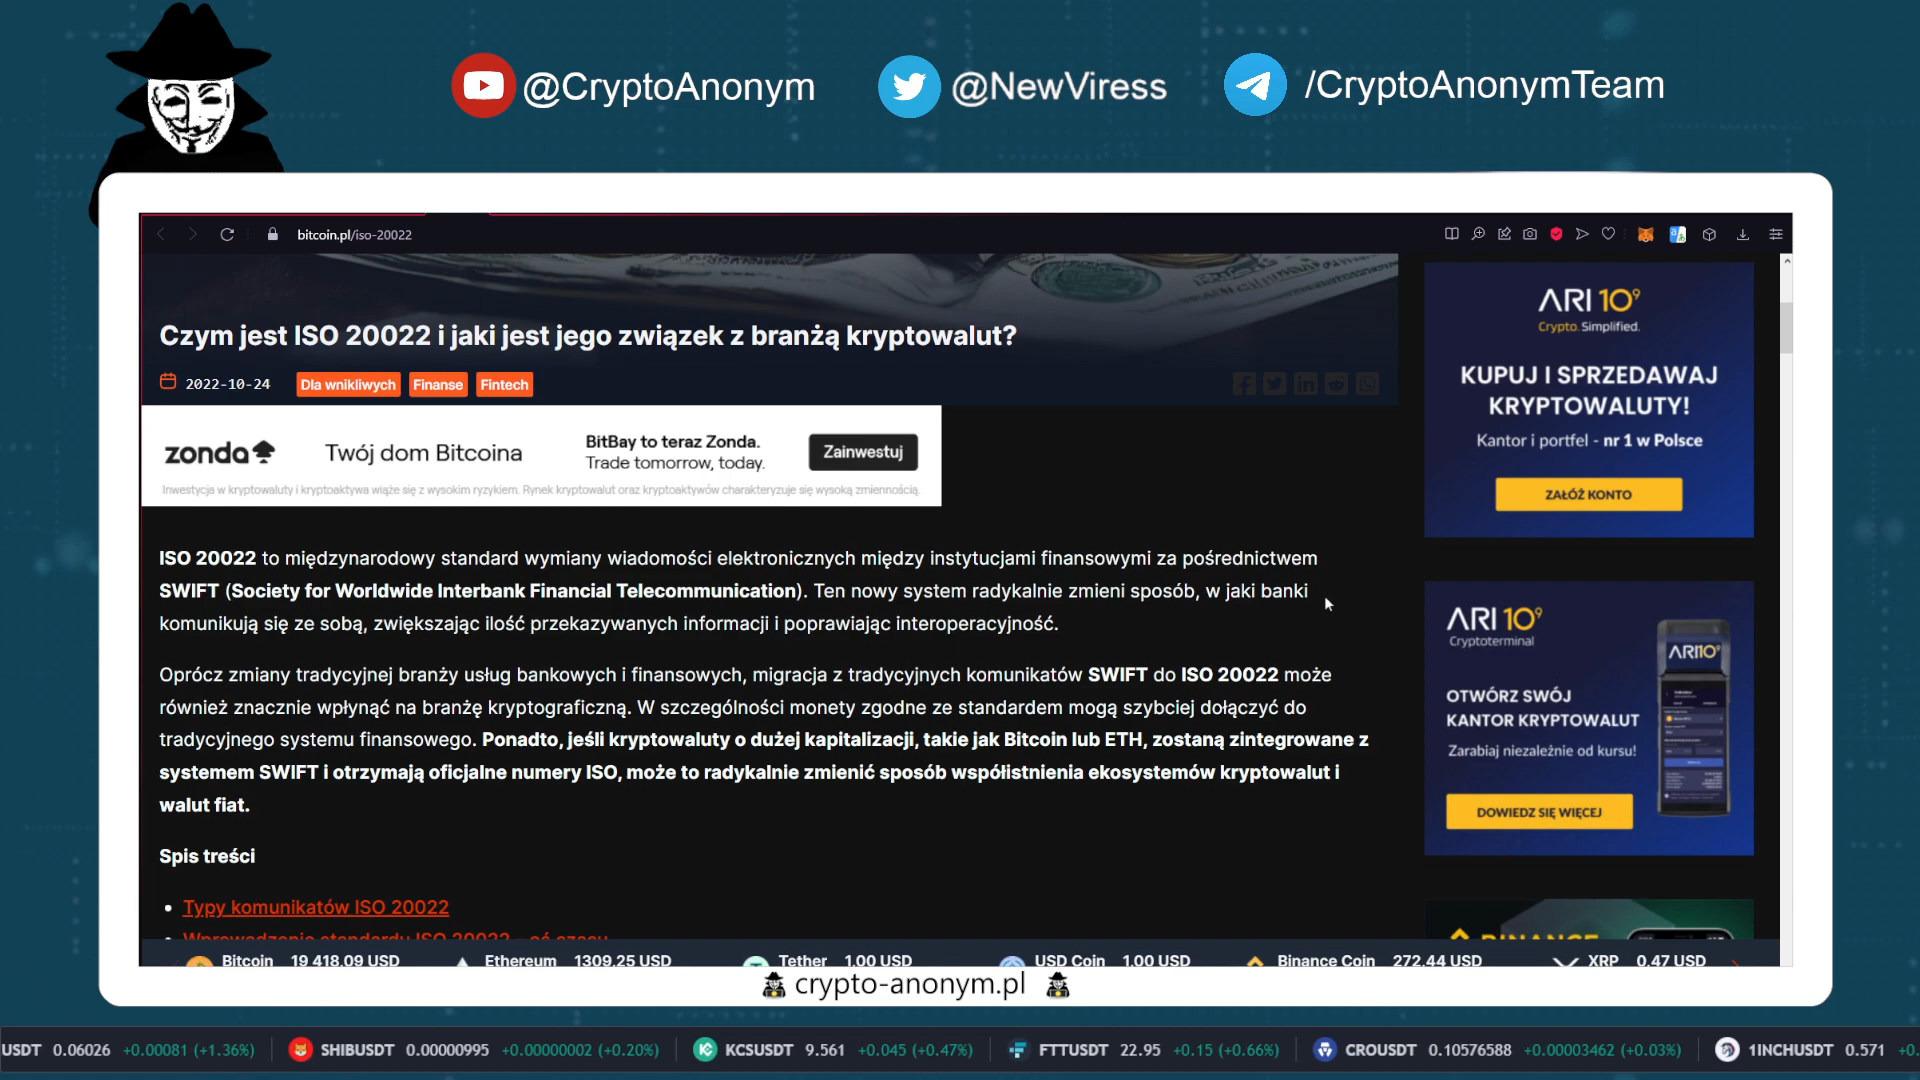 @CryptoAnonym
@NewViress
/CryptoAnonymTeam
bitcoin.pl/iso-20022
Czym jest ISO 20022 i jaki jest jego związek z branżą kryptowalut?
2022-10-24
Dla wnikliwych
Finanse
Fintech
zonda
Twój dom Bitcoina
BitBay to teraz Zonda.
Trade tomorrow, today.
Zainwestuj
Inwestycja w kryptowaluty i kryptoaktywa wiąże się z wysokim ryzykiem. Rynek kryptowalut oraz kryptoaktywów charakteryzuje się wysoką zmiennością.
ISO 20022 to międzynarodowy standard wymiany wiadomości elektronicznych między instytucjami finansowymi za pośrednictwem
SWIFT (Society for Worldwide Interbank Financial Telecommunication). Ten nowy system radykalnie zmieni sposób, w jaki banki
komunikują się ze sobą, zwiększając ilość przekazywanych informacji i poprawiając interoperacyjność.
Oprócz zmiany tradycyjnej branży usług bankowych i finansowych, migracja z tradycyjnych komunikatów SWIFT do ISO 20022 może
również znacznie wpłynąć na branżę kryptograficzną. W szczególności monety zgodne ze standardem mogą szybciej dołączyć do
tradycyjnego systemu finansowego. Ponadto, jeśli kryptowaluty o dużej kapitalizacji, takie jak Bitcoin lub ETH, zostaną zintegrowane z
systemem SWIFT i otrzymają oficjalne numery ISO, może to radykalnie zmienić sposób współistnienia ekosystemów kryptowalut i
walut fiat.
Spis treści
Typy komunikatów ISO 20022
Wprowadzenie standardu ISO 20022 – oś czasu
ARI 10⁹
Crypto. Simplified.
KUPUJ I SPRZEDAWAJ
KRYPTOWALUTY!
Kantor i portfel - nr 1 w Polsce
ZAŁÓŻ KONTO
ARI 10⁹
Cryptoterminal
OTWÓRZ SWÓJ
KANTOR KRYPTOWALUT
Zarabiaj niezależnie od kursu!
DOWIEDZ SIĘ WIĘCEJ
ARI10⁹
BINANCE
Bitcoin 19 418,09 USD
Ethereum 1309,25 USD
Tether 1,00 USD
USD Coin 1,00 USD
Binance Coin 272,44 USD
XRP 0,47 USD
crypto-anonym.pl
USDT 0.06026 +0.00081 (+1.36%)
SHIBUSDT 0.00000995 +0.00000002 (+0.20%)
KCSUSDT 9.561 +0.045 (+0.47%)
FTTUSDT 22.95 +0.15 (+0.66%)
CROUSDT 0.10576588 +0.00003462 (+0.03%)
1INCHUSDT 0.571 +0.